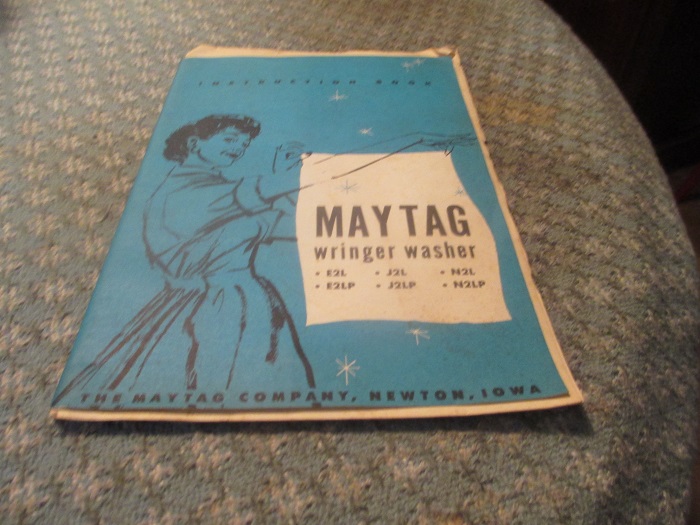 INSTRUCTION BOOK
MAYTAG
wringer washer
• E2L • J2L • N2L
• E2LP • J2LP • N2LP
THE MAYTAG COMPANY, NEWTON, IOWA